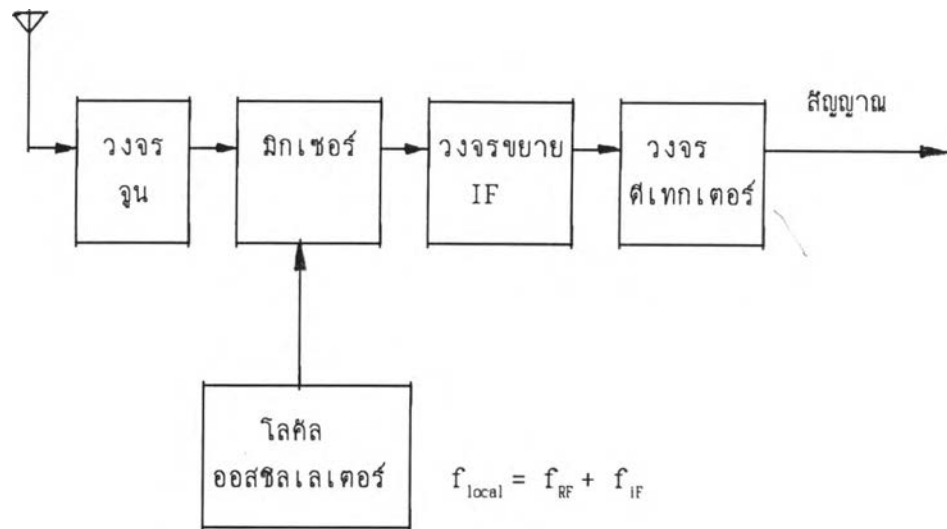 สัญญาณ
วงจร
จูน
มิกเซอร์
วงจรขยาย
IF
วงจร
ดีเทกเตอร์
โลคัล
ออสซิลเลเตอร์
f_local = f_RF + f_IF